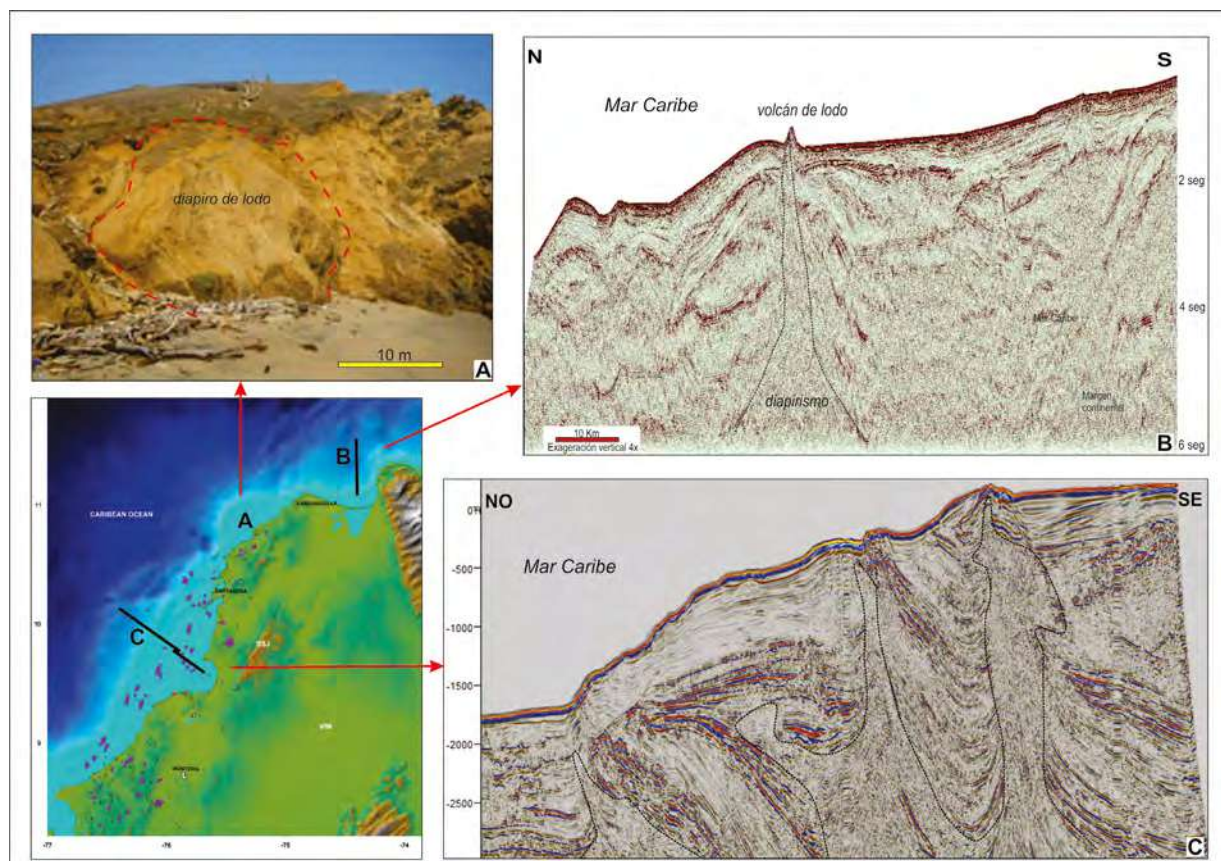 diapiro de lodo
10 m
A
N
S
Mar Caribe
volcán de lodo
2 seg
4 seg
Mar Caribe
diapirismo
Margen
continental
10 Km
Exageración vertical 4x
B
6 seg
B
11
CARIBBEAN OCEAN
A
10
C
9
-77
-76
-75
-74
NO
SE
Mar Caribe
-500
-1000
-1500
-2000
-2500
C